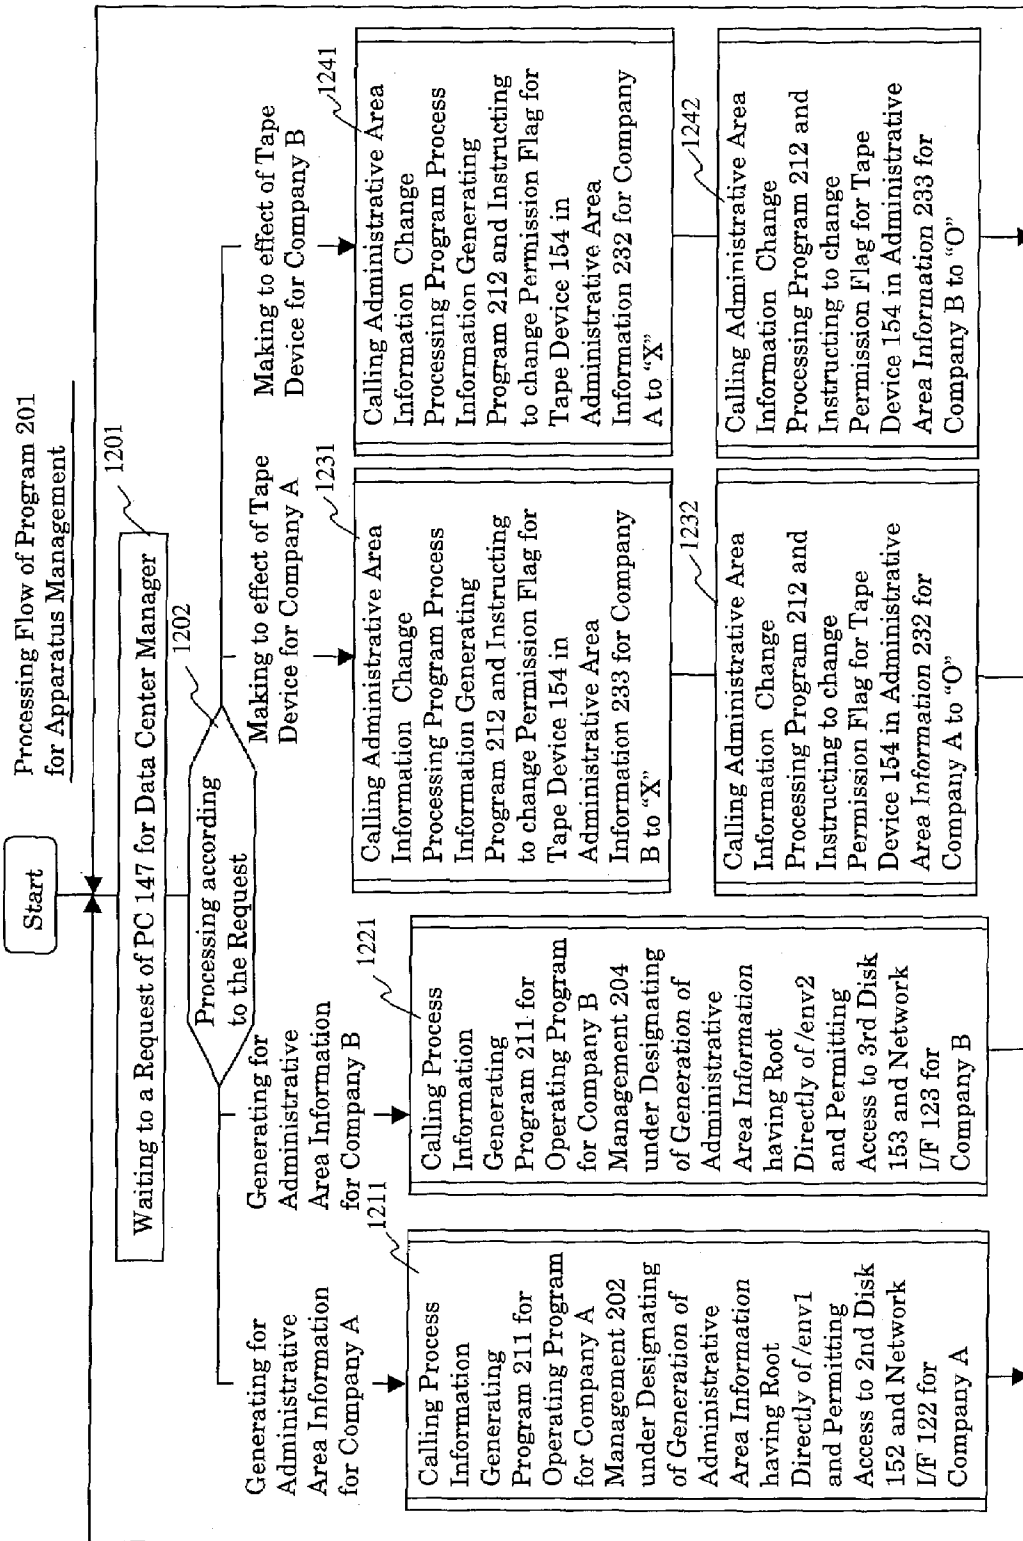 Processing Flow of Program 201
for Apparatus Management
Start
1201
Waiting to a Request of PC 147 for Data Center Manager
1202
Processing according
to the Request
Generating for
Administrative
Area Information
for Company A
1211
Calling Process
Information
Generating
Program 211 for
Operating Program
for Company A
Management 202
under Designating
of Generation of
Administrative
Area Information
having Root
Directly of /env1
and Permitting
Access to 2nd Disk
152 and Network
I/F 122 for
Company A
Generating for
Administrative
Area Information
for Company B
1221
Calling Process
Information
Generating
Program 211 for
Operating Program
for Company B
Management 204
under Designating
of Generation of
Administrative
Area Information
having Root
Directly of /env2
and Permitting
Access to 3rd Disk
153 and Network
I/F 123 for
Company B
Making to effect of Tape
Device for Company A
1231
Calling Administrative Area
Information Change
Processing Program Process
Information Generating
Program 212 and Instructing
to change Permission Flag for
Tape Device 154 in
Administrative Area
Information 233 for Company
B to “X”
1232
Calling Administrative Area
Information Change
Processing Program 212 and
Instructing to change
Permission Flag for Tape
Device 154 in Administrative
Area Information 232 for
Company A to “O”
Making to effect of Tape
Device for Company B
1241
Calling Administrative Area
Information Change
Processing Program Process
Information Generating
Program 212 and Instructing
to change Permission Flag for
Tape Device 154 in
Administrative Area
Information 232 for Company
A to “X”
1242
Calling Administrative Area
Information Change
Processing Program 212 and
Instructing to change
Permission Flag for Tape
Device 154 in Administrative
Area Information 233 for
Company B to “O”